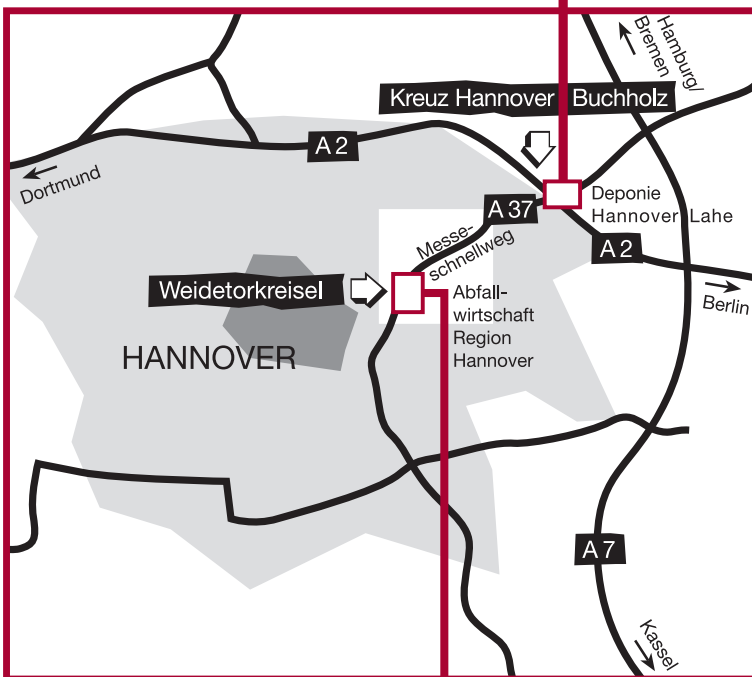 Hamburg/
Bremen
Kreuz Hannover Buchholz
A 2
Dortmund
Deponie
Hannover Lahe
A 37
Messe-
schnellweg
A 2
Weidetorkreisel
Berlin
Abfall-
wirtschaft
Region
Hannover
HANNOVER
A 7
Kassel